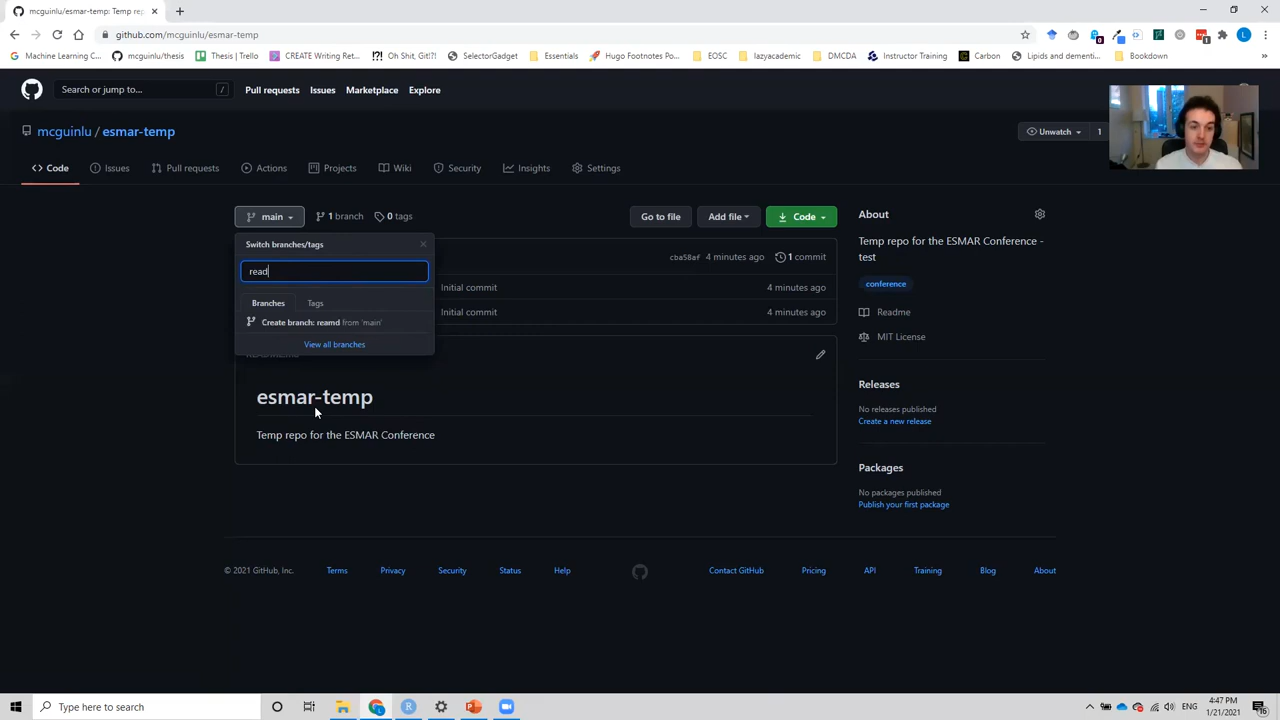 mcguinlu/esmar-temp: Temp rep
github.com/mcguinlu/esmar-temp
Machine Learning C...
mcguinlu/thesis
Thesis | Trello
CREATE Writing Ret...
Oh Shit, Git!?!
SelectorGadget
Essentials
Hugo Footnotes Po...
EOSC
lazyacademic
DMCDA
Instructor Training
Carbon
Lipids and dementi...
Bookdown
Search or jump to...
/
Pull requests
Issues
Marketplace
Explore
mcguinlu / esmar-temp
Unwatch
1
Code
Issues
Pull requests
Actions
Projects
Wiki
Security
Insights
Settings
main
1 branch
0 tags
Go to file
Add file
Code
Switch branches/tags
read
Branches
Tags
Create branch: reamd from 'main'
View all branches
cba58af 4 minutes ago
1 commit
Initial commit
4 minutes ago
Initial commit
4 minutes ago
esmar-temp
Temp repo for the ESMAR Conference
About
Temp repo for the ESMAR Conference -
test
conference
Readme
MIT License
Releases
No releases published
Create a new release
Packages
No packages published
Publish your first package
© 2021 GitHub, Inc.
Terms
Privacy
Security
Status
Help
Contact GitHub
Pricing
API
Training
Blog
About
Type here to search
ENG
4:47 PM
1/21/2021